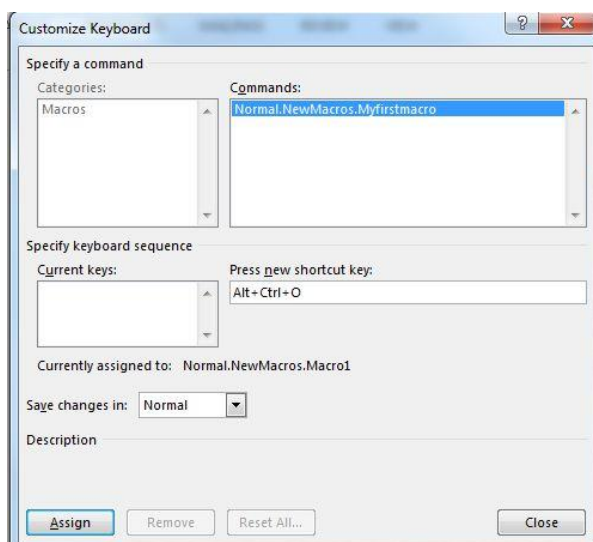 Customize Keyboard
Specify a command
Categories:
Commands:
Macros
Normal.NewMacros.Myfirstmacro
Specify keyboard sequence
Current keys:
Press new shortcut key:
Alt+Ctrl+O
Currently assigned to: Normal.NewMacros.Macro1
Save changes in: Normal
Description
Assign
Remove
Reset All...
Close